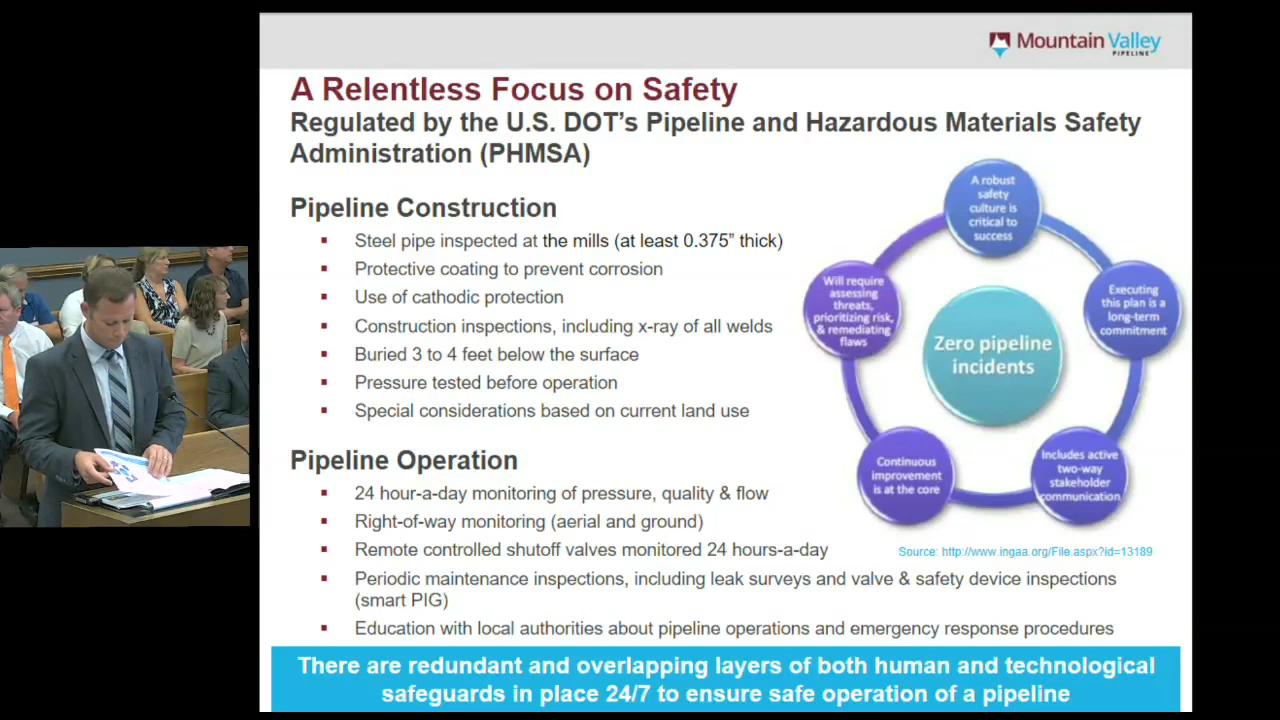 Mountain Valley
PIPELINE
A Relentless Focus on Safety
Regulated by the U.S. DOT's Pipeline and Hazardous Materials Safety
Administration (PHMSA)
Pipeline Construction
Steel pipe inspected at the mills (at least 0.375" thick)
Protective coating to prevent corrosion
Use of cathodic protection
Construction inspections, including x-ray of all welds
Buried 3 to 4 feet below the surface
Pressure tested before operation
Special considerations based on current land use
Pipeline Operation
24 hour-a-day monitoring of pressure, quality & flow
Right-of-way monitoring (aerial and ground)
Remote controlled shutoff valves monitored 24 hours-a-day
Periodic maintenance inspections, including leak surveys and valve & safety device inspections
(smart PIG)
Education with local authorities about pipeline operations and emergency response procedures
A robust
safety
culture is
critical to
success
Executing
this plan is a
long-term
commitment
Includes active
two-way
stakeholder
communication
Continuous
improvement
is at the core
Will require
assessing
threats,
prioritizing risk,
& remediating
flaws
Zero pipeline
incidents
Source: http://www.ingaa.org/File.aspx?id=13189
There are redundant and overlapping layers of both human and technological
safeguards in place 24/7 to ensure safe operation of a pipeline